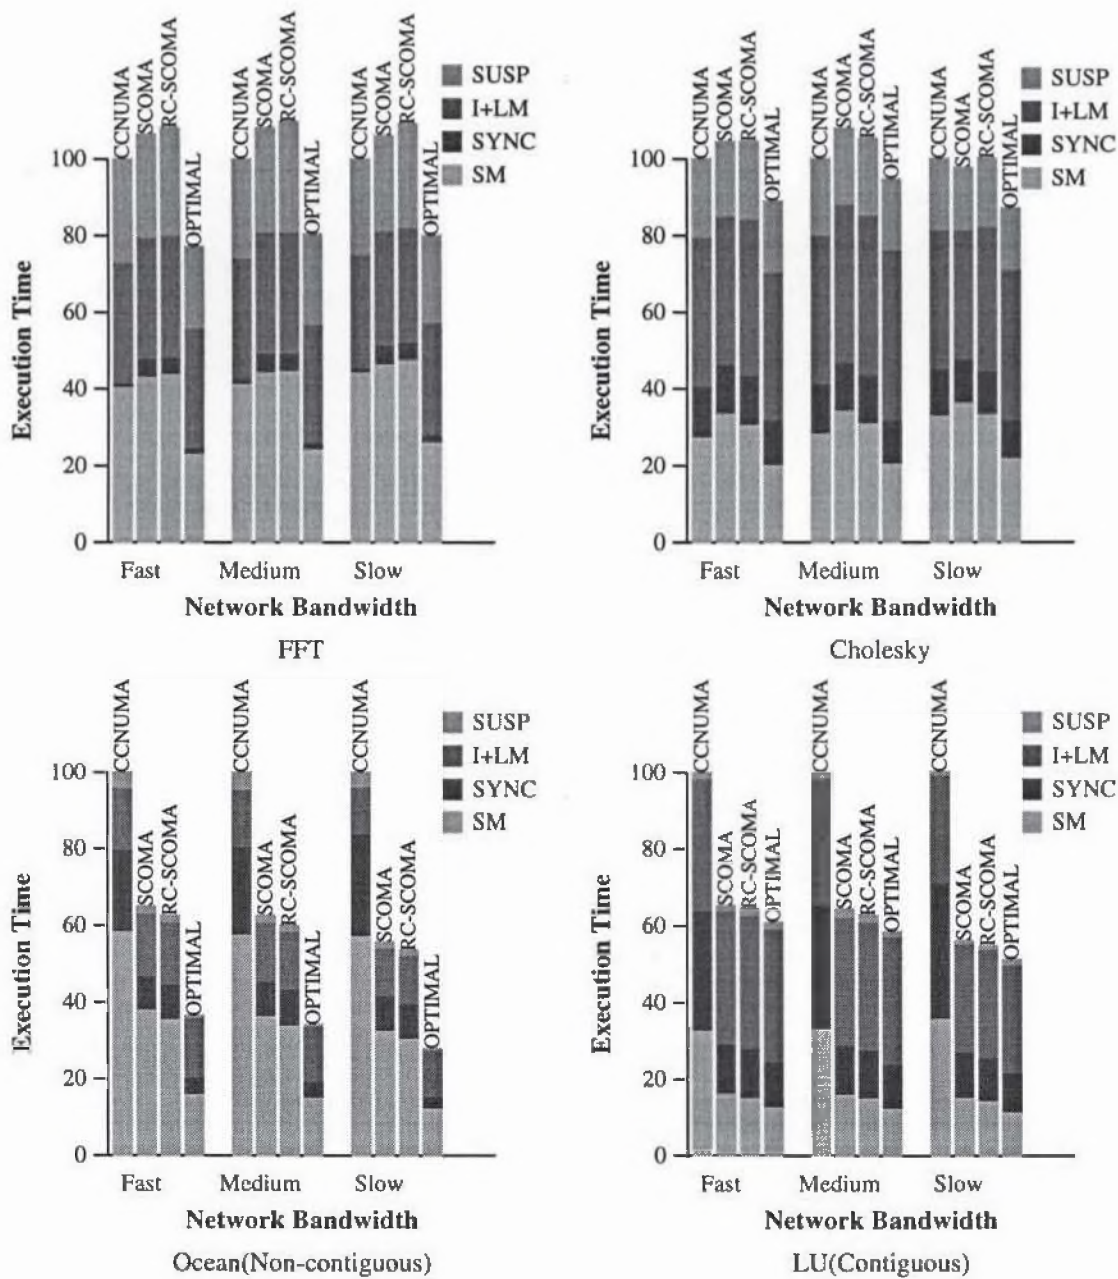 CCNUMA
SCOMA
RC-SCOMA
OPTIMAL
CCNUMA
SCOMA
RC-SCOMA
OPTIMAL
CCNUMA
SCOMA
RC-SCOMA
OPTIMAL
SUSP
I+LM
SYNC
SM
Execution Time
100
80
60
40
20
0
Fast
Medium
Slow
Network Bandwidth
FFT
CCNUMA
SCOMA
RC-SCOMA
OPTIMAL
CCNUMA
SCOMA
RC-SCOMA
OPTIMAL
CCNUMA
SCOMA
RC-SCOMA
OPTIMAL
SUSP
I+LM
SYNC
SM
Execution Time
100
80
60
40
20
0
Fast
Medium
Slow
Network Bandwidth
Cholesky
CCNUMA
SCOMA
RC-SCOMA
OPTIMAL
CCNUMA
SCOMA
RC-SCOMA
OPTIMAL
CCNUMA
SCOMA
RC-SCOMA
OPTIMAL
SUSP
I+LM
SYNC
SM
Execution Time
100
80
60
40
20
0
Fast
Medium
Slow
Network Bandwidth
Ocean(Non-contiguous)
CCNUMA
SCOMA
RC-SCOMA
OPTIMAL
CCNUMA
SCOMA
RC-SCOMA
OPTIMAL
CCNUMA
SCOMA
RC-SCOMA
OPTIMAL
SUSP
I+LM
SYNC
SM
Execution Time
100
80
60
40
20
0
Fast
Medium
Slow
Network Bandwidth
LU(Contiguous)